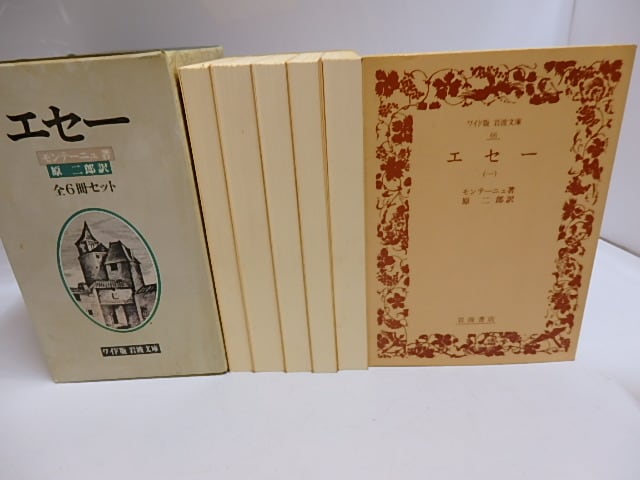 エセー
モンテーニュ著
原 二郎訳
全6冊セット
ワイド版 岩波文庫
ワイド版 岩波文庫
66
エセー
(一)
モンテーニュ著
原 二郎訳
岩波書店